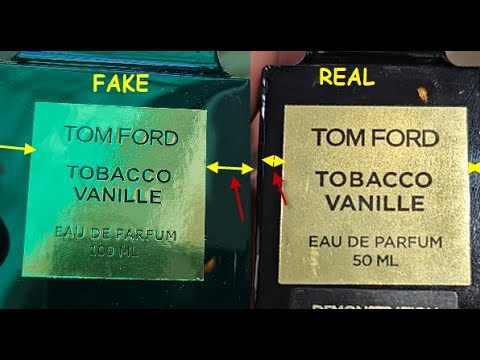 FAKE
TOM FORD
TOBACCO
VANILLE
EAU DE PARFUM
100 ML
REAL
TOM FORD
TOBACCO
VANILLE
EAU DE PARFUM
50 ML
DEMONSTRATION